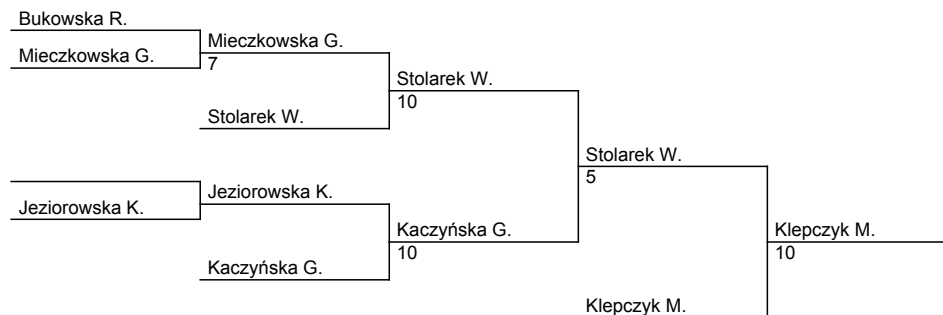 Bukowska R.
Mieczkowska G.
Mieczkowska G.
7
Stolarek W.
Stolarek W.
10
Jeziorowska K.
Jeziorowska K.
Kaczyńska G.
Kaczyńska G.
10
Stolarek W.
5
Klepczyk M.
Klepczyk M.
10